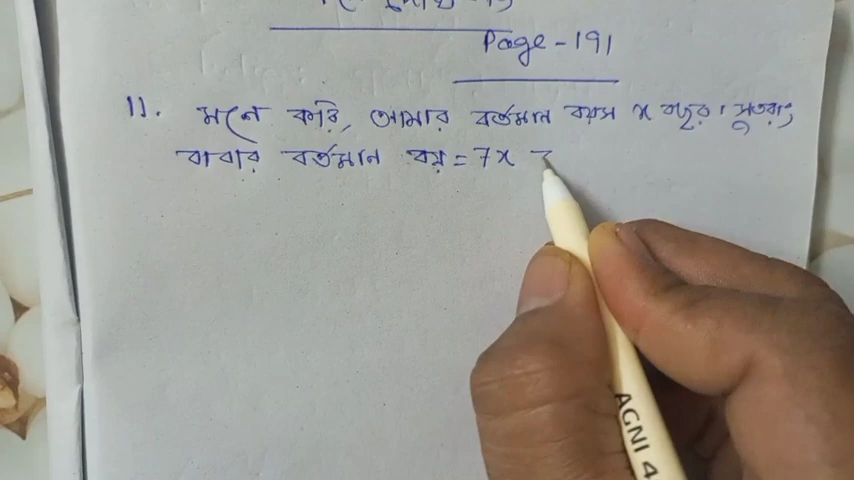 Page-191
11. মনে করি, আমার বর্তমান বয়স x বছর। সুতরাং
বাবার বর্তমান বয় = 7x
AGNI 4